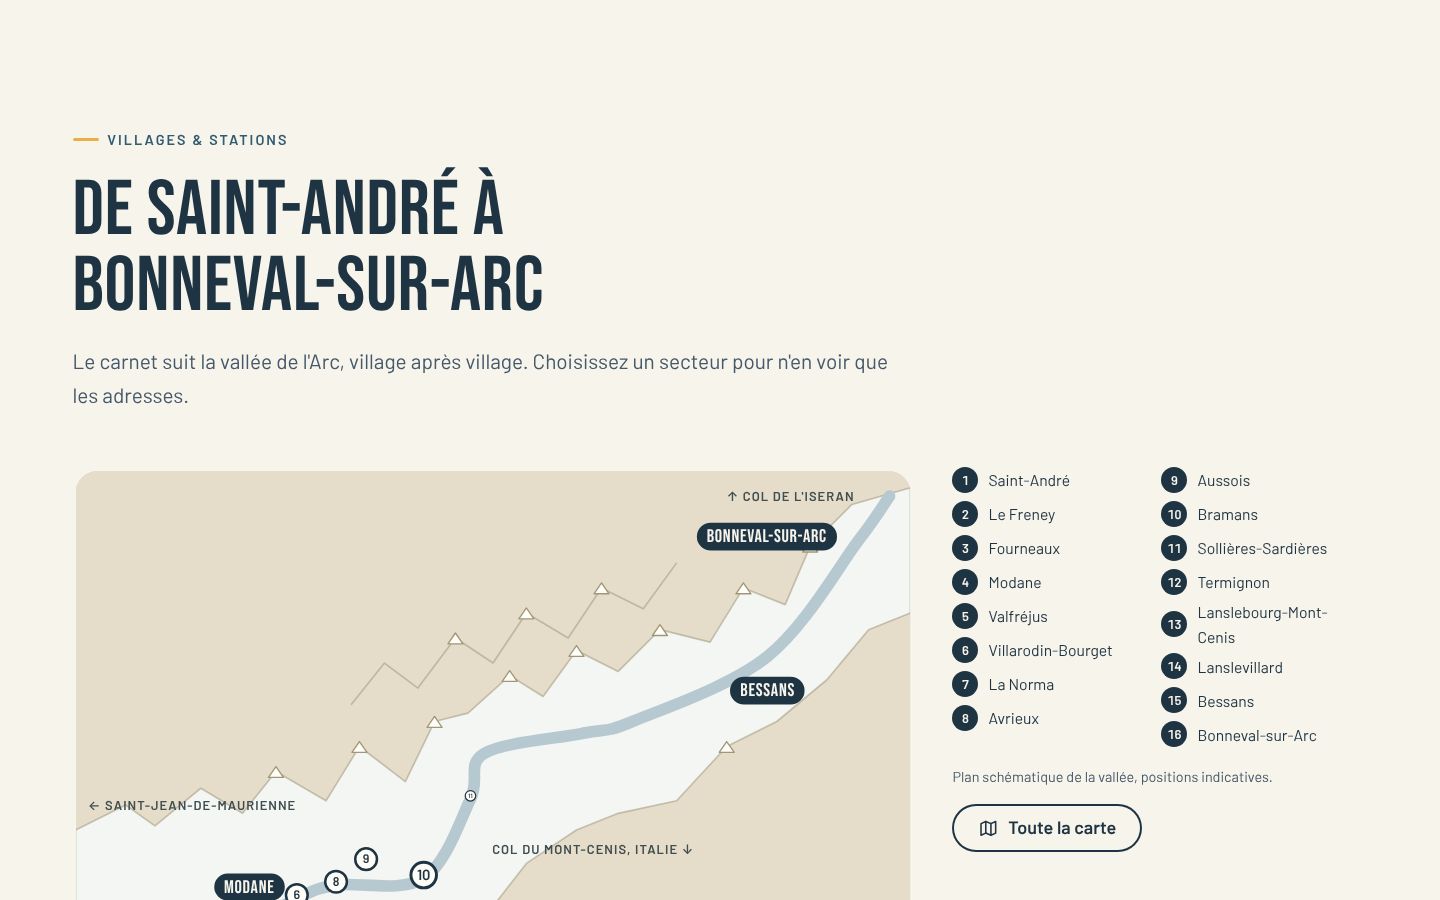 VILLAGES & STATIONS
DE SAINT-ANDRÉ À
BONNEVAL-SUR-ARC
Le carnet suit la vallée de l'Arc, village après village. Choisissez un secteur pour n'en voir que
les adresses.
↑ COL DE L'ISERAN
BONNEVAL-SUR-ARC
BESSANS
← SAINT-JEAN-DE-MAURIENNE
11
COL DU MONT-CENIS, ITALIE ↓
9
10
8
MODANE
6
1 Saint-André
2 Le Freney
3 Fourneaux
4 Modane
5 Valfréjus
6 Villarodin-Bourget
7 La Norma
8 Avrieux
9 Aussois
10 Bramans
11 Sollières-Sardières
12 Termignon
13 Lanslebourg-Mont-
Cenis
14 Lanslevillard
15 Bessans
16 Bonneval-sur-Arc
Plan schématique de la vallée, positions indicatives.
Toute la carte